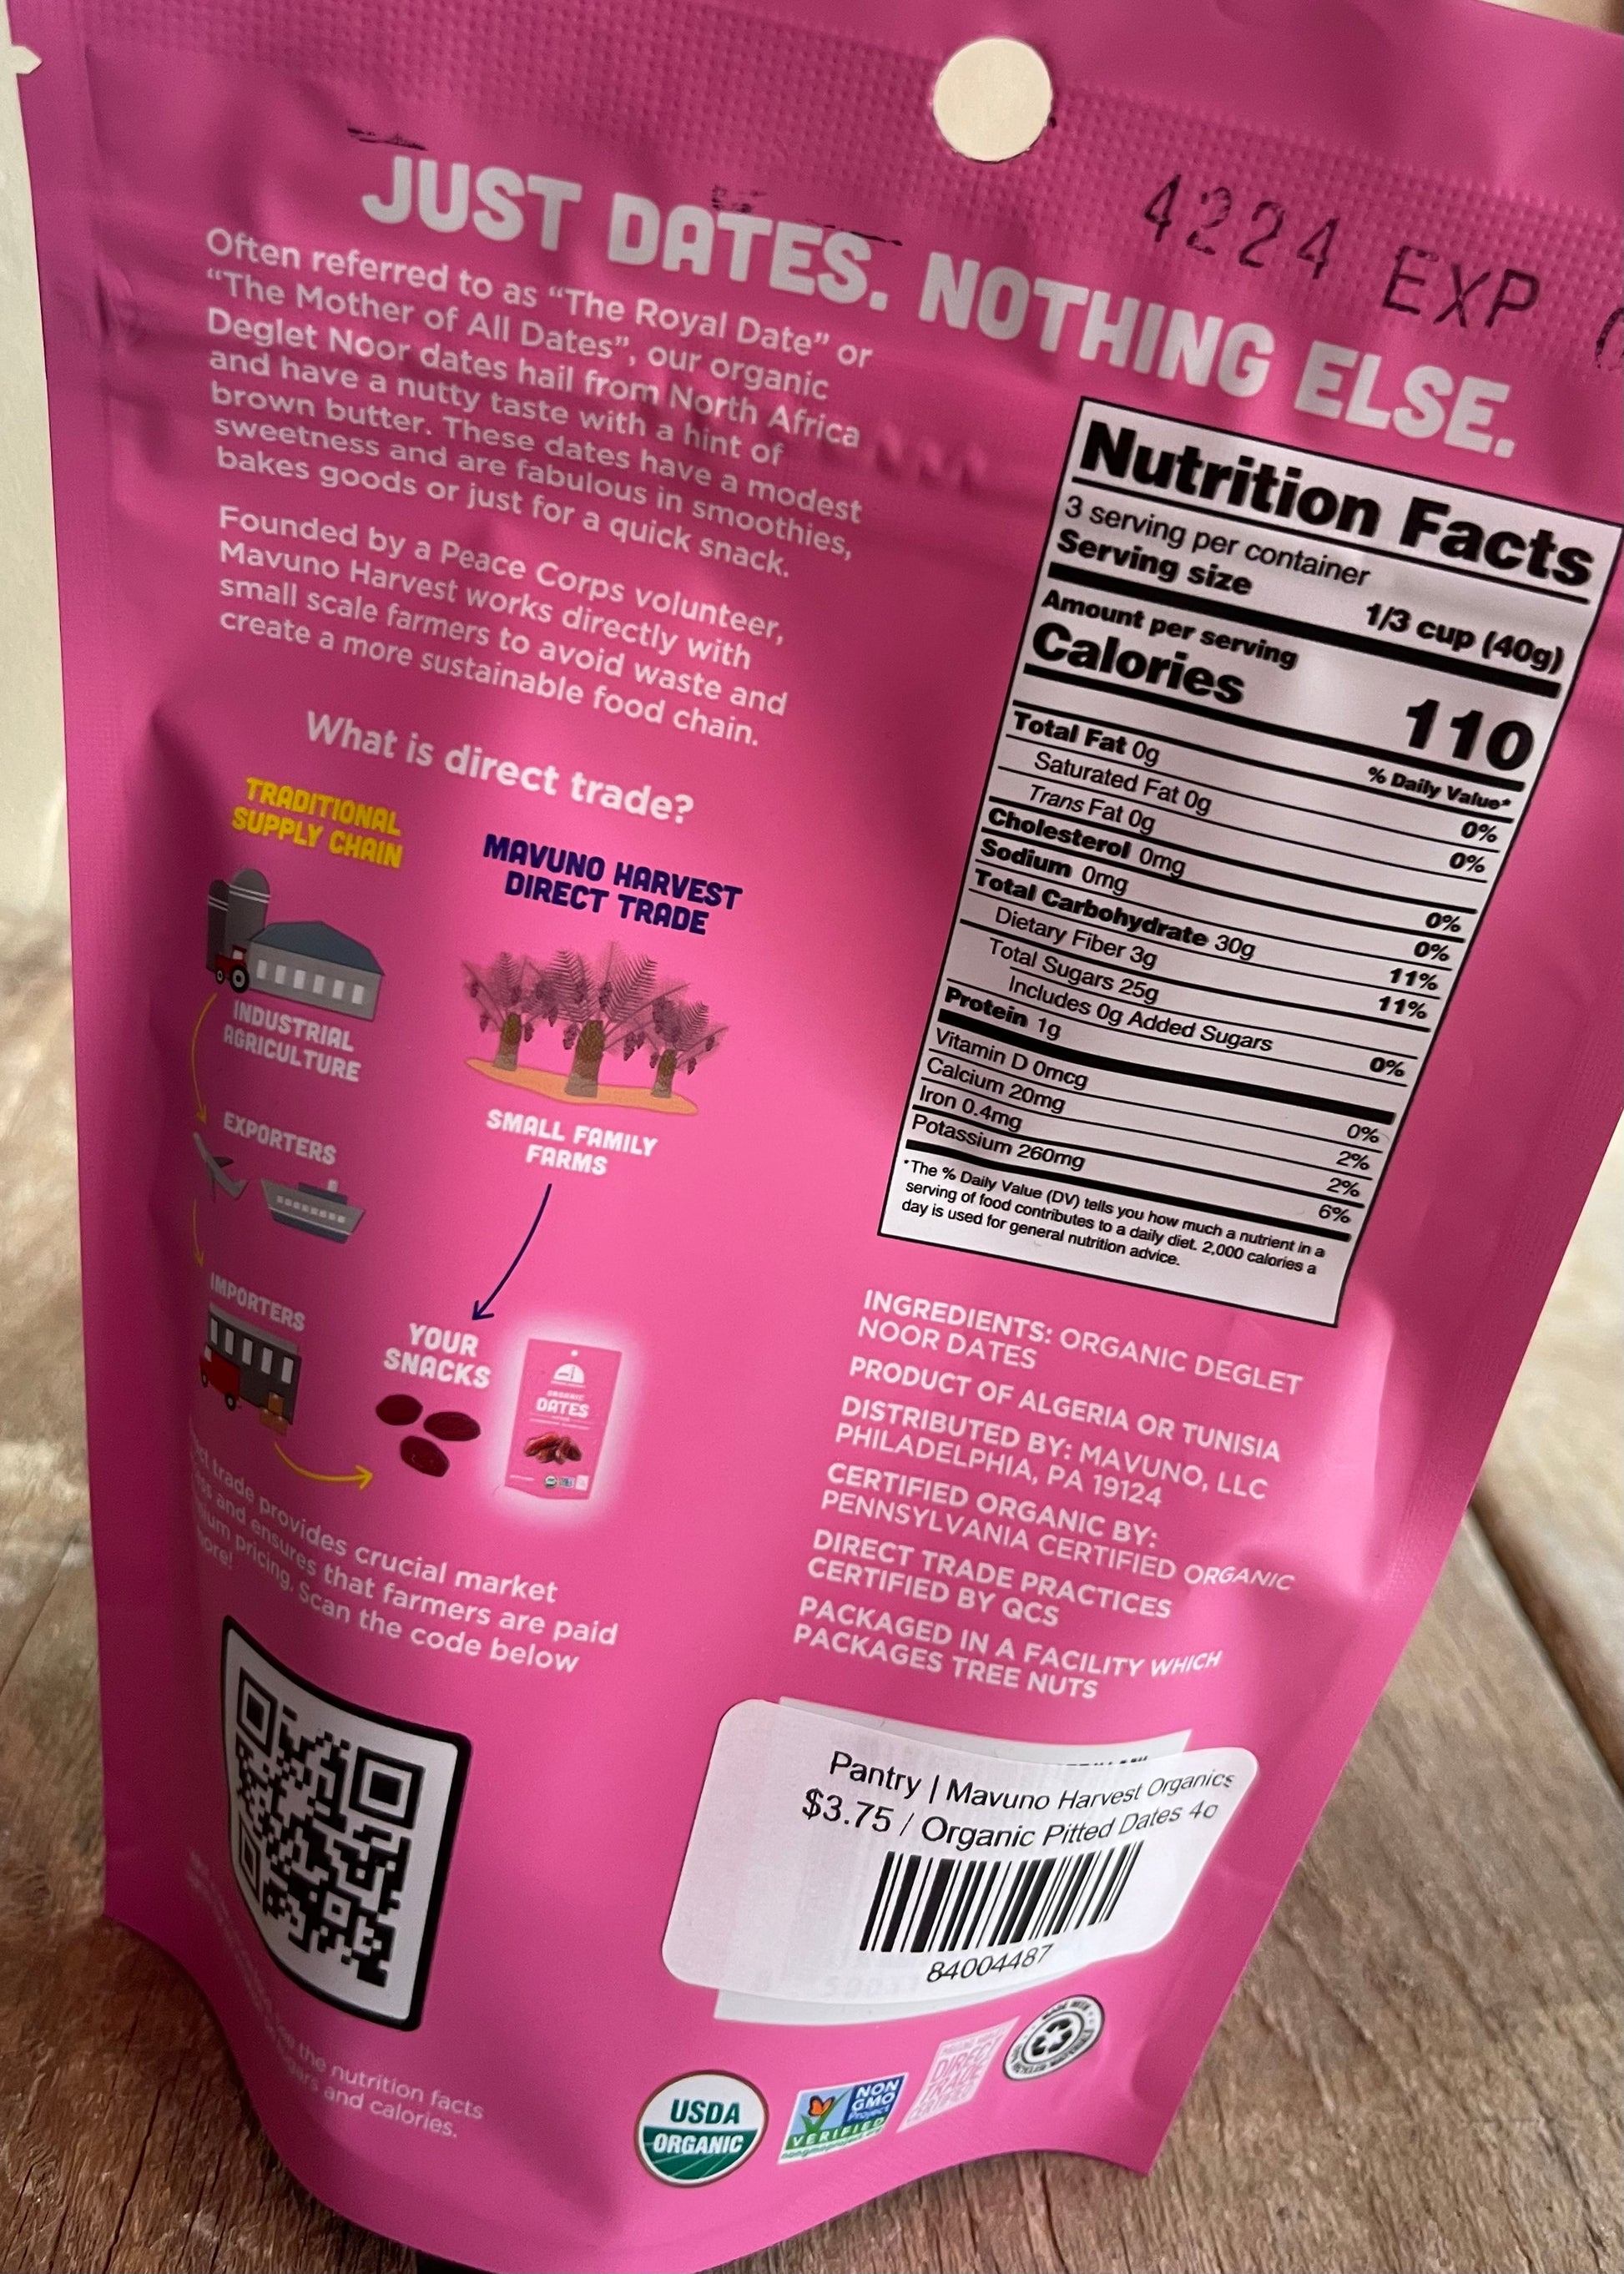 4224 EXP
JUST DATES. NOTHING ELSE.
Often referred to as “The Royal Date” or
“The Mother of All Dates”, our organic
Deglet Noor dates hail from North Africa
and have a nutty taste with a hint of
brown butter. These dates have a modest
sweetness and are fabulous in smoothies,
bakes goods or just for a quick snack.
Founded by a Peace Corps volunteer,
Mavuno Harvest works directly with
small scale farmers to avoid waste and
create a more sustainable food chain.
What is direct trade?
TRADITIONAL
SUPPLY CHAIN
INDUSTRIAL
AGRICULTURE
EXPORTERS
IMPORTERS
MAVUNO HARVEST
DIRECT TRADE
SMALL FAMILY
FARMS
YOUR
SNACKS
ORGANIC
DATES
trade provides crucial market
and ensures that farmers are paid
pricing. Scan the code below
Nutrition Facts
3 serving per container
Serving size 1/3 cup (40g)
Amount per serving
Calories 110
% Daily Value*
Total Fat 0g 0%
Saturated Fat 0g 0%
Trans Fat 0g
Cholesterol 0mg 0%
Sodium 0mg 0%
Total Carbohydrate 30g 11%
Dietary Fiber 3g 11%
Total Sugars 25g
Includes 0g Added Sugars 0%
Protein 1g
Vitamin D 0mcg 0%
Calcium 20mg 2%
Iron 0.4mg 2%
Potassium 260mg 6%
*The % Daily Value (DV) tells you how much a nutrient in a
serving of food contributes to a daily diet. 2,000 calories a
day is used for general nutrition advice.
INGREDIENTS: ORGANIC DEGLET
NOOR DATES
PRODUCT OF ALGERIA OR TUNISIA
DISTRIBUTED BY: MAVUNO, LLC
PHILADELPHIA, PA 19124
CERTIFIED ORGANIC BY:
PENNSYLVANIA CERTIFIED ORGANIC
DIRECT TRADE PRACTICES
CERTIFIED BY QCS
PACKAGED IN A FACILITY WHICH
PACKAGES TREE NUTS
Pantry | Mavuno Harvest Organics
$3.75 / Organic Pitted Dates 4o
84004487
the nutrition facts
and calories.
USDA
ORGANIC
NON
GMO
Project
VERIFIED
DIRECT
TRADE
CERTIFIED